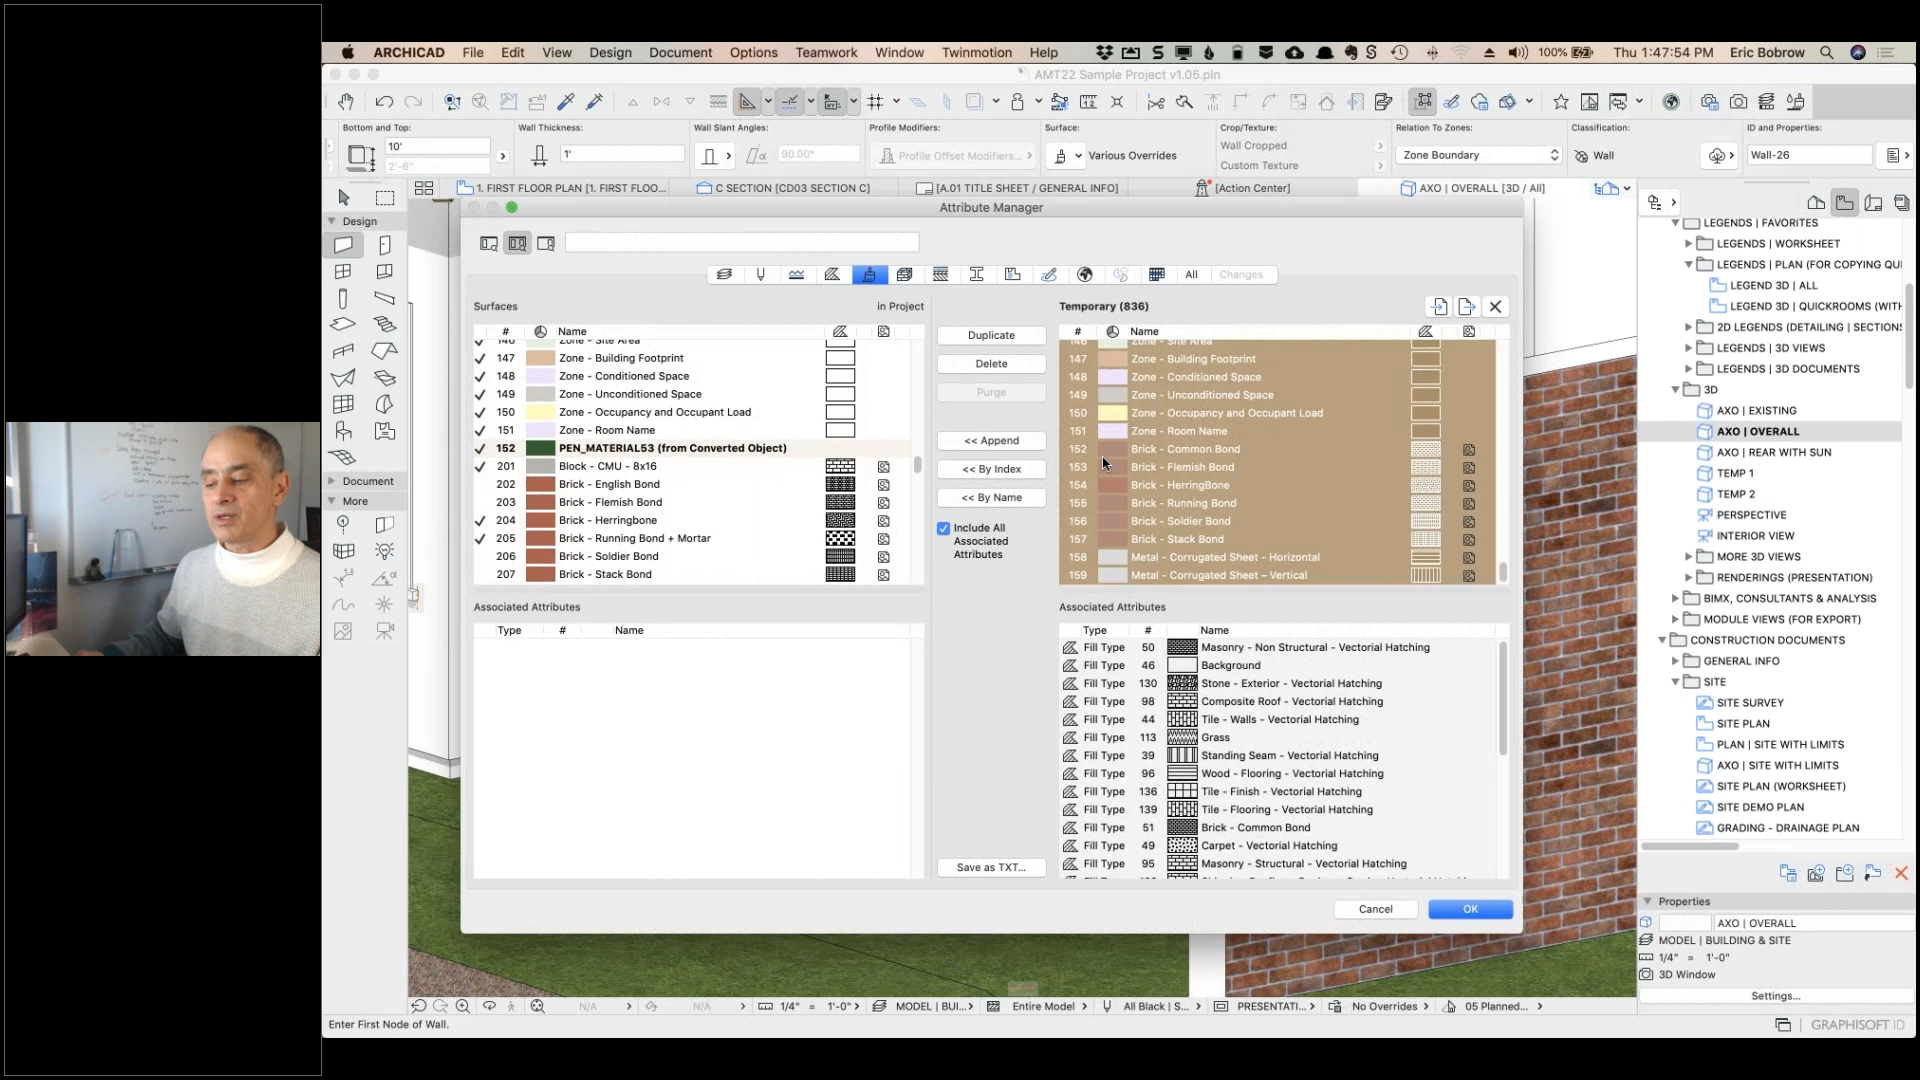 ARCHICAD File Edit View Design Document Options Teamwork Window Twinmotion Help 100% Thu 1:47:54 PM Eric Bobrow
AMT22 Sample Project v1.05.pln
Bottom and Top: Wall Thickness: Wall Slant Angles: Profile Modifiers: Surface: Crop/Texture: Relation To Zones: Classification: ID and Properties:
10' 1' 90.00° Profile Offset Modifiers... Various Overrides Wall Cropped Zone Boundary Wall Wall-26
2'-6" Custom Texture
1. FIRST FLOOR PLAN [1. FIRST FLOO... C SECTION [CD03 SECTION C] [A.01 TITLE SHEET / GENERAL INFO] [Action Center] AXO | OVERALL [3D / All]
Attribute Manager
Design
Document
More
All Changes
Surfaces in Project
# Name
146 Zone - Site Area
147 Zone - Building Footprint
148 Zone - Conditioned Space
149 Zone - Unconditioned Space
150 Zone - Occupancy and Occupant Load
151 Zone - Room Name
152 PEN_MATERIAL53 (from Converted Object)
201 Block - CMU - 8x16
202 Brick - English Bond
203 Brick - Flemish Bond
204 Brick - Herringbone
205 Brick - Running Bond + Mortar
206 Brick - Soldier Bond
207 Brick - Stack Bond
Associated Attributes
Type # Name
Duplicate
Delete
Purge
<< Append
<< By Index
<< By Name
Include All
Associated
Attributes
Save as TXT...
Temporary (836)
# Name
146 Zone - Site Area
147 Zone - Building Footprint
148 Zone - Conditioned Space
149 Zone - Unconditioned Space
150 Zone - Occupancy and Occupant Load
151 Zone - Room Name
152 Brick - Common Bond
153 Brick - Flemish Bond
154 Brick - HerringBone
155 Brick - Running Bond
156 Brick - Soldier Bond
157 Brick - Stack Bond
158 Metal - Corrugated Sheet - Horizontal
159 Metal - Corrugated Sheet – Vertical
Associated Attributes
Type # Name
Fill Type 50 Masonry - Non Structural - Vectorial Hatching
Fill Type 46 Background
Fill Type 130 Stone - Exterior - Vectorial Hatching
Fill Type 98 Composite Roof - Vectorial Hatching
Fill Type 44 Tile - Walls - Vectorial Hatching
Fill Type 113 Grass
Fill Type 39 Standing Seam - Vectorial Hatching
Fill Type 96 Wood - Flooring - Vectorial Hatching
Fill Type 136 Tile - Finish - Vectorial Hatching
Fill Type 139 Tile - Flooring - Vectorial Hatching
Fill Type 51 Brick - Common Bond
Fill Type 49 Carpet - Vectorial Hatching
Fill Type 95 Masonry - Structural - Vectorial Hatching
Cancel OK
LEGENDS | FAVORITES
LEGENDS | WORKSHEET
LEGENDS | PLAN (FOR COPYING QU
LEGEND 3D | ALL
LEGEND 3D | QUICKROOMS (WITH
2D LEGENDS (DETAILING | SECTIONS
LEGENDS | 3D VIEWS
LEGENDS | 3D DOCUMENTS
3D
AXO | EXISTING
AXO | OVERALL
AXO | REAR WITH SUN
TEMP 1
TEMP 2
PERSPECTIVE
INTERIOR VIEW
MORE 3D VIEWS
RENDERINGS (PRESENTATION)
BIMX, CONSULTANTS & ANALYSIS
MODULE VIEWS (FOR EXPORT)
CONSTRUCTION DOCUMENTS
GENERAL INFO
SITE
SITE SURVEY
SITE PLAN
PLAN | SITE WITH LIMITS
AXO | SITE WITH LIMITS
SITE PLAN (WORKSHEET)
SITE DEMO PLAN
GRADING - DRAINAGE PLAN
Properties
AXO | OVERALL
MODEL | BUILDING & SITE
1/4" = 1'-0"
3D Window
Settings...
N/A N/A 1/4" = 1'-0" MODEL | BUI... Entire Model All Black | S... PRESENTATI... No Overrides 05 Planned...
Enter First Node of Wall. GRAPHISOFT ID